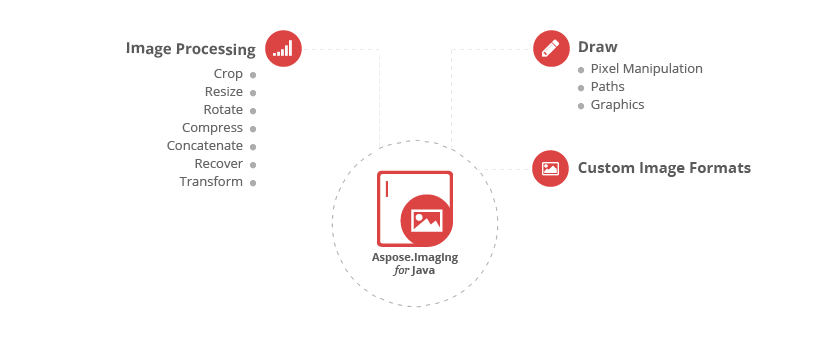 Image Processing
Crop
Resize
Rotate
Compress
Concatenate
Recover
Transform
Draw
Pixel Manipulation
Paths
Graphics
Custom Image Formats
Aspose.Imaging
for Java